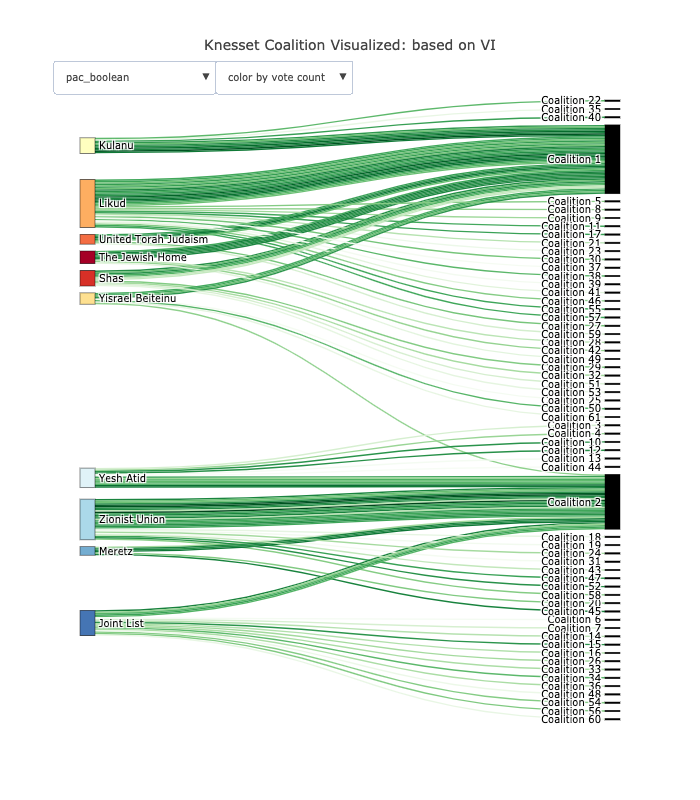 Knesset Coalition Visualized: based on VI
pac_boolean
color by vote count
Kulanu
Likud
United Torah Judaism
The Jewish Home
Shas
Yisrael Beiteinu
Yesh Atid
Zionist Union
Meretz
Joint List
Coalition 22
Coalition 35
Coalition 40
Coalition 1
Coalition 5
Coalition 8
Coalition 9
Coalition 11
Coalition 17
Coalition 21
Coalition 23
Coalition 30
Coalition 37
Coalition 38
Coalition 39
Coalition 41
Coalition 46
Coalition 55
Coalition 57
Coalition 27
Coalition 59
Coalition 28
Coalition 42
Coalition 49
Coalition 29
Coalition 32
Coalition 51
Coalition 53
Coalition 25
Coalition 50
Coalition 61
Coalition 3
Coalition 4
Coalition 10
Coalition 12
Coalition 13
Coalition 44
Coalition 2
Coalition 18
Coalition 19
Coalition 24
Coalition 31
Coalition 43
Coalition 47
Coalition 52
Coalition 58
Coalition 20
Coalition 45
Coalition 6
Coalition 7
Coalition 14
Coalition 15
Coalition 16
Coalition 26
Coalition 33
Coalition 34
Coalition 36
Coalition 48
Coalition 54
Coalition 56
Coalition 60